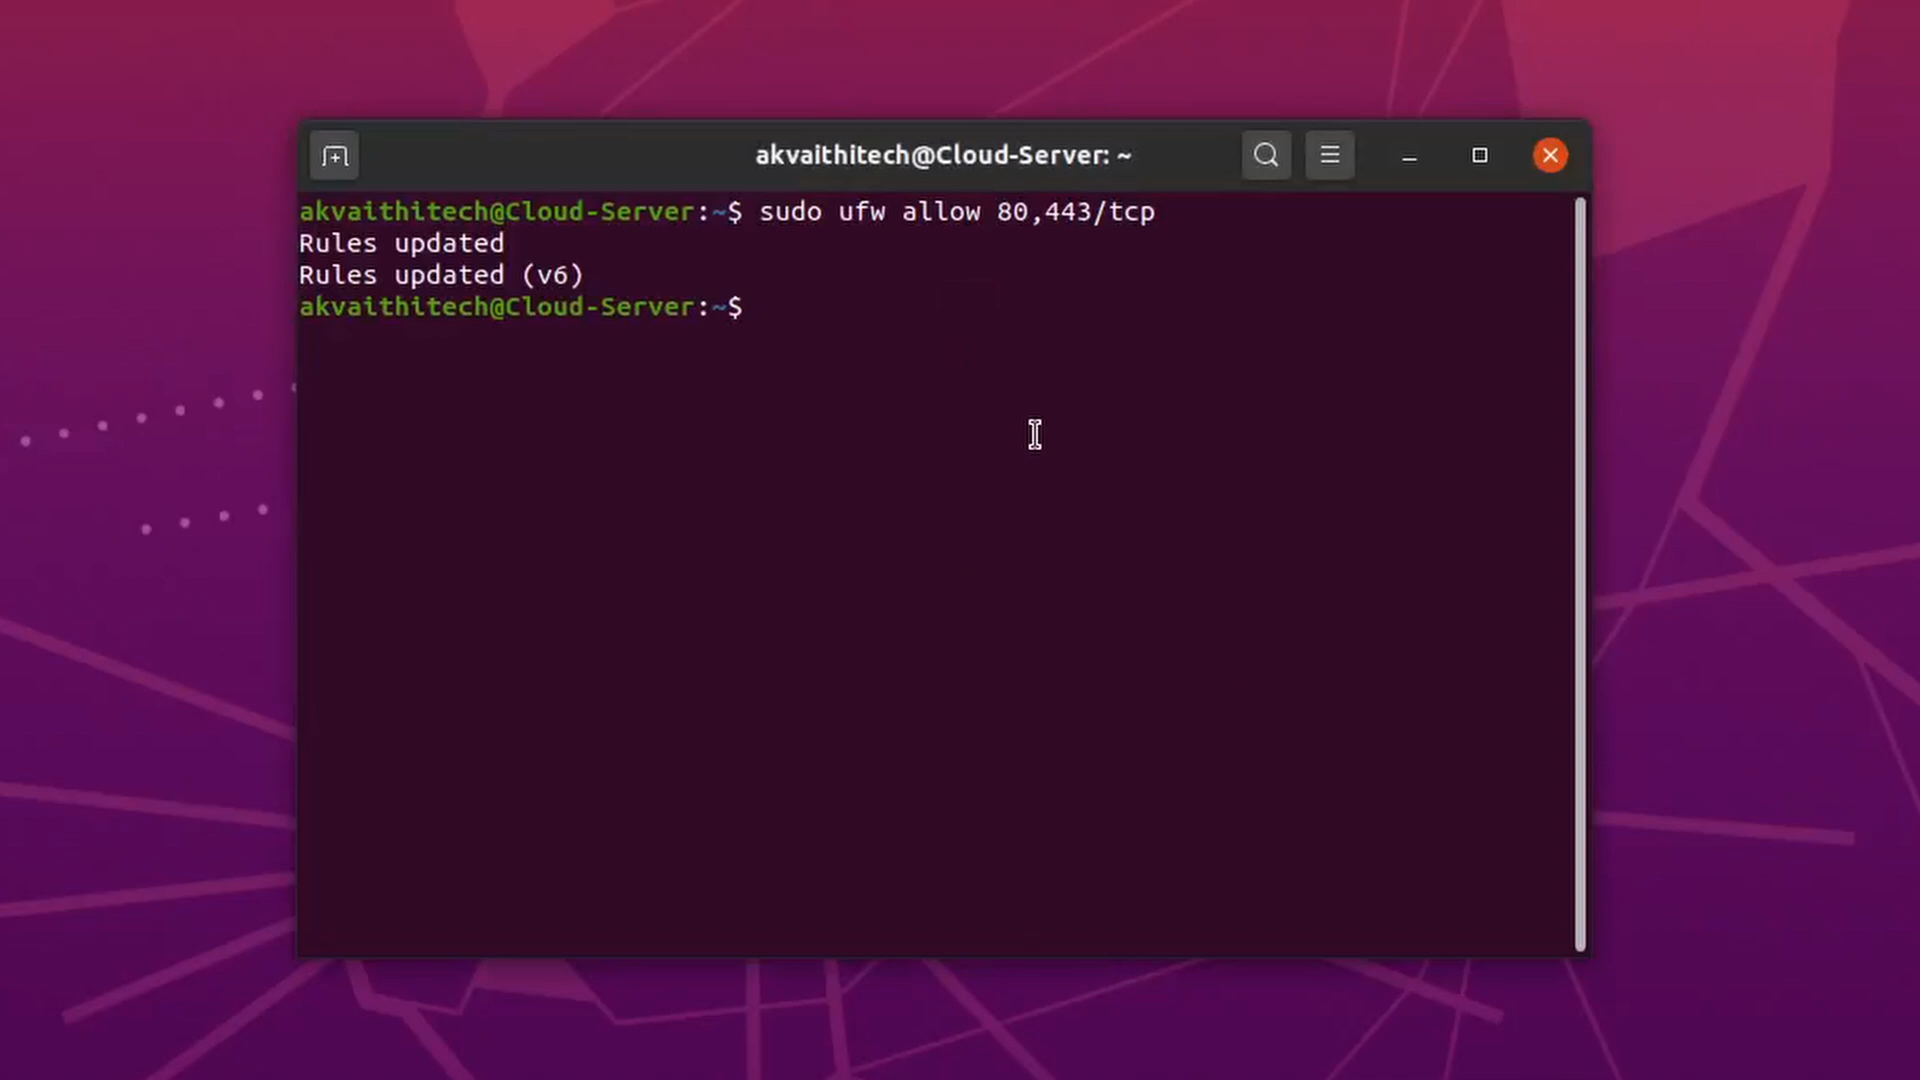 akvaithitech@Cloud-Server: ~
akvaithitech@Cloud-Server:~$ sudo ufw allow 80,443/tcp
Rules updated
Rules updated (v6)
akvaithitech@Cloud-Server:~$